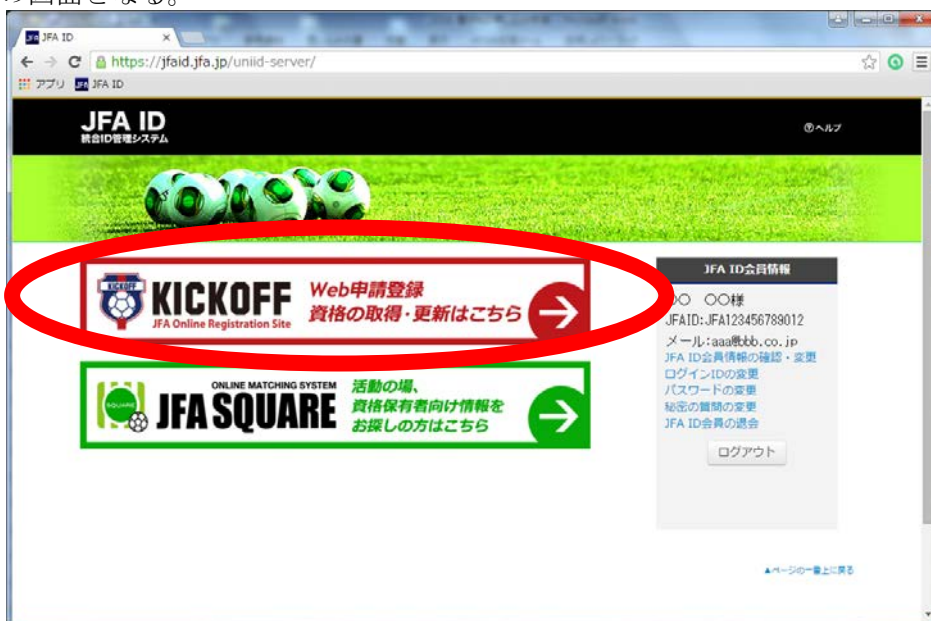 の画面となる。
JFA ID
https://jfaid.jfa.jp/uniid-server/
アプリ JFA ID
JFA ID
統合ID管理システム
?ヘルプ
KICKOFF
KICKOFF
JFA Online Registration Site
Web申請登録
資格の取得・更新はこちら
SQUARE
ONLINE MATCHING SYSTEM
JFA SQUARE
活動の場、
資格保有者向け情報を
お探しの方はこちら
JFA ID会員情報
○○ ○○様
JFAID:JFA123456789012
メール:aaa@bbb.co.jp
JFA ID会員情報の確認・変更
ログインIDの変更
パスワードの変更
秘密の質問の変更
JFA ID会員の退会
ログアウト
▲ページの一番上に戻る